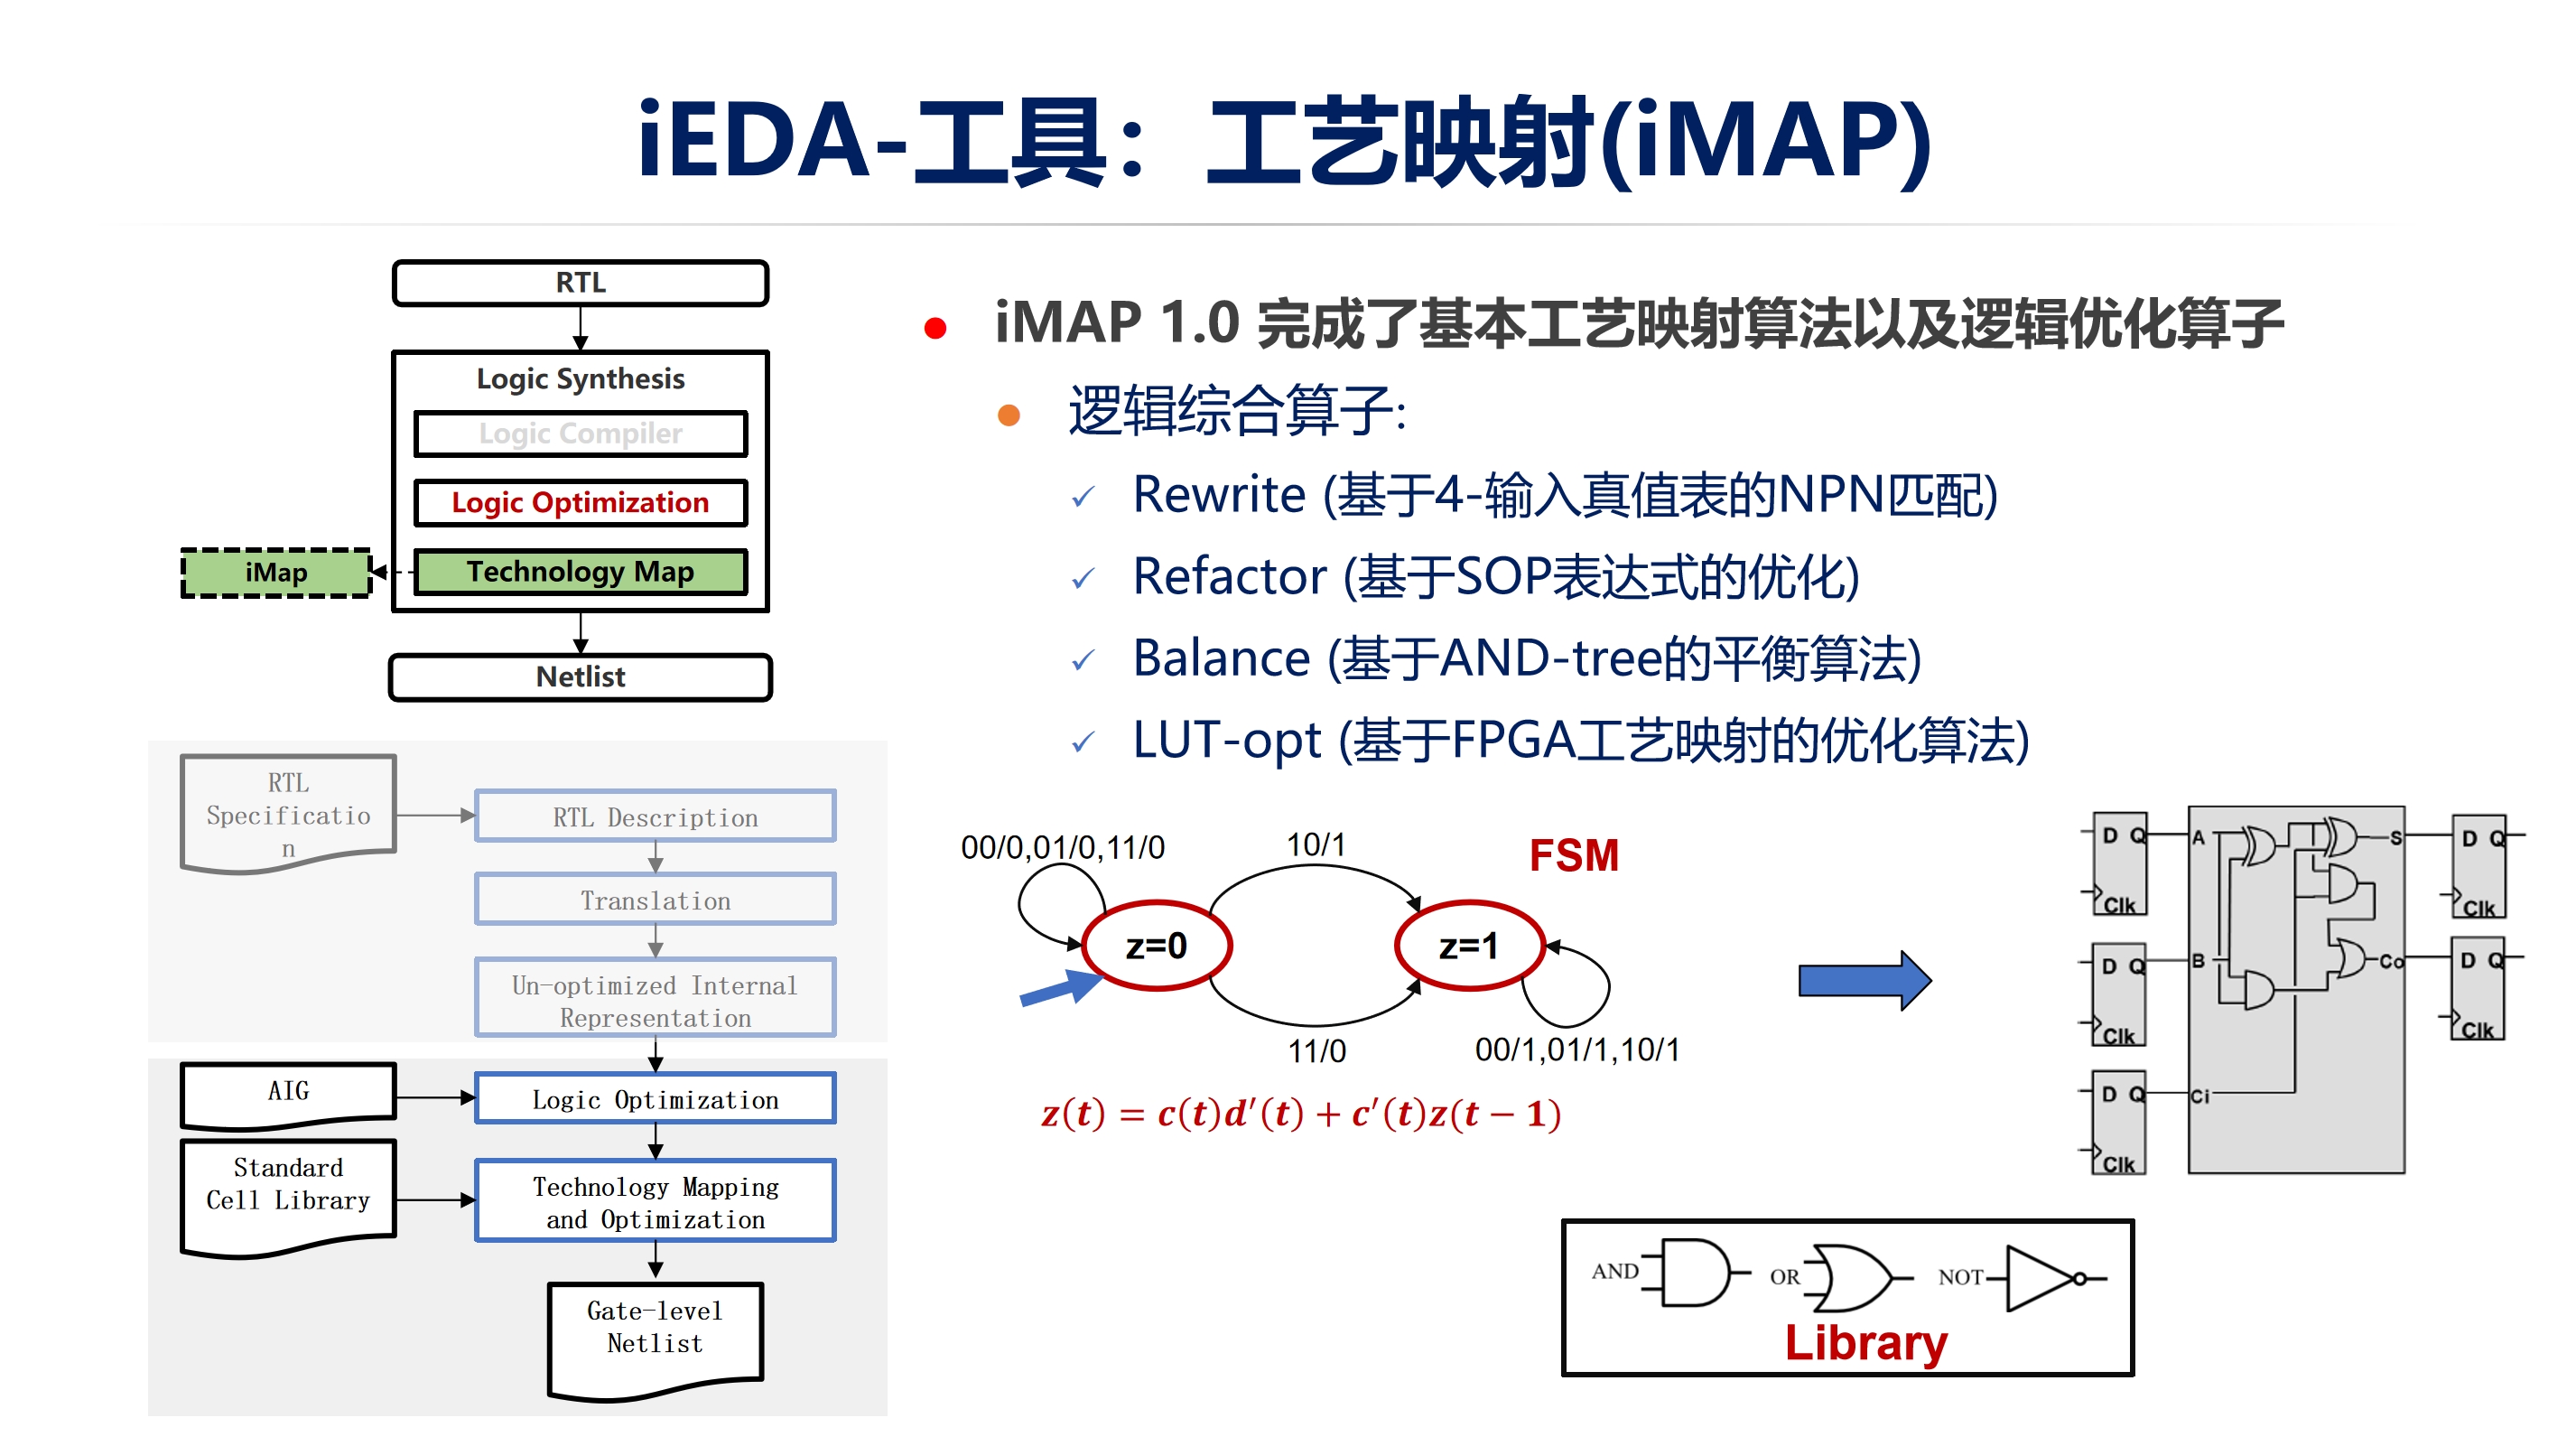 iEDA-工具：工艺映射(iMAP)
RTL
Logic Synthesis
Logic Compiler
Logic Optimization
Technology Map
iMap
Netlist
RTL
Specificatio
n
RTL Description
Translation
Un-optimized Internal
Representation
AIG
Logic Optimization
Standard
Cell Library
Technology Mapping
and Optimization
Gate-level
Netlist
iMAP 1.0 完成了基本工艺映射算法以及逻辑优化算子
逻辑综合算子:
Rewrite (基于4-输入真值表的NPN匹配)
Refactor (基于SOP表达式的优化)
Balance (基于AND-tree的平衡算法)
LUT-opt (基于FPGA工艺映射的优化算法)
00/0,01/0,11/0
10/1
FSM
z=0
z=1
11/0
00/1,01/1,10/1
z(t) = c(t)d′(t) + c′(t)z(t − 1)
D Q
Clk
D Q
Clk
D Q
Clk
A
B
Ci
S
Co
D Q
Clk
D Q
Clk
AND
OR
NOT
Library